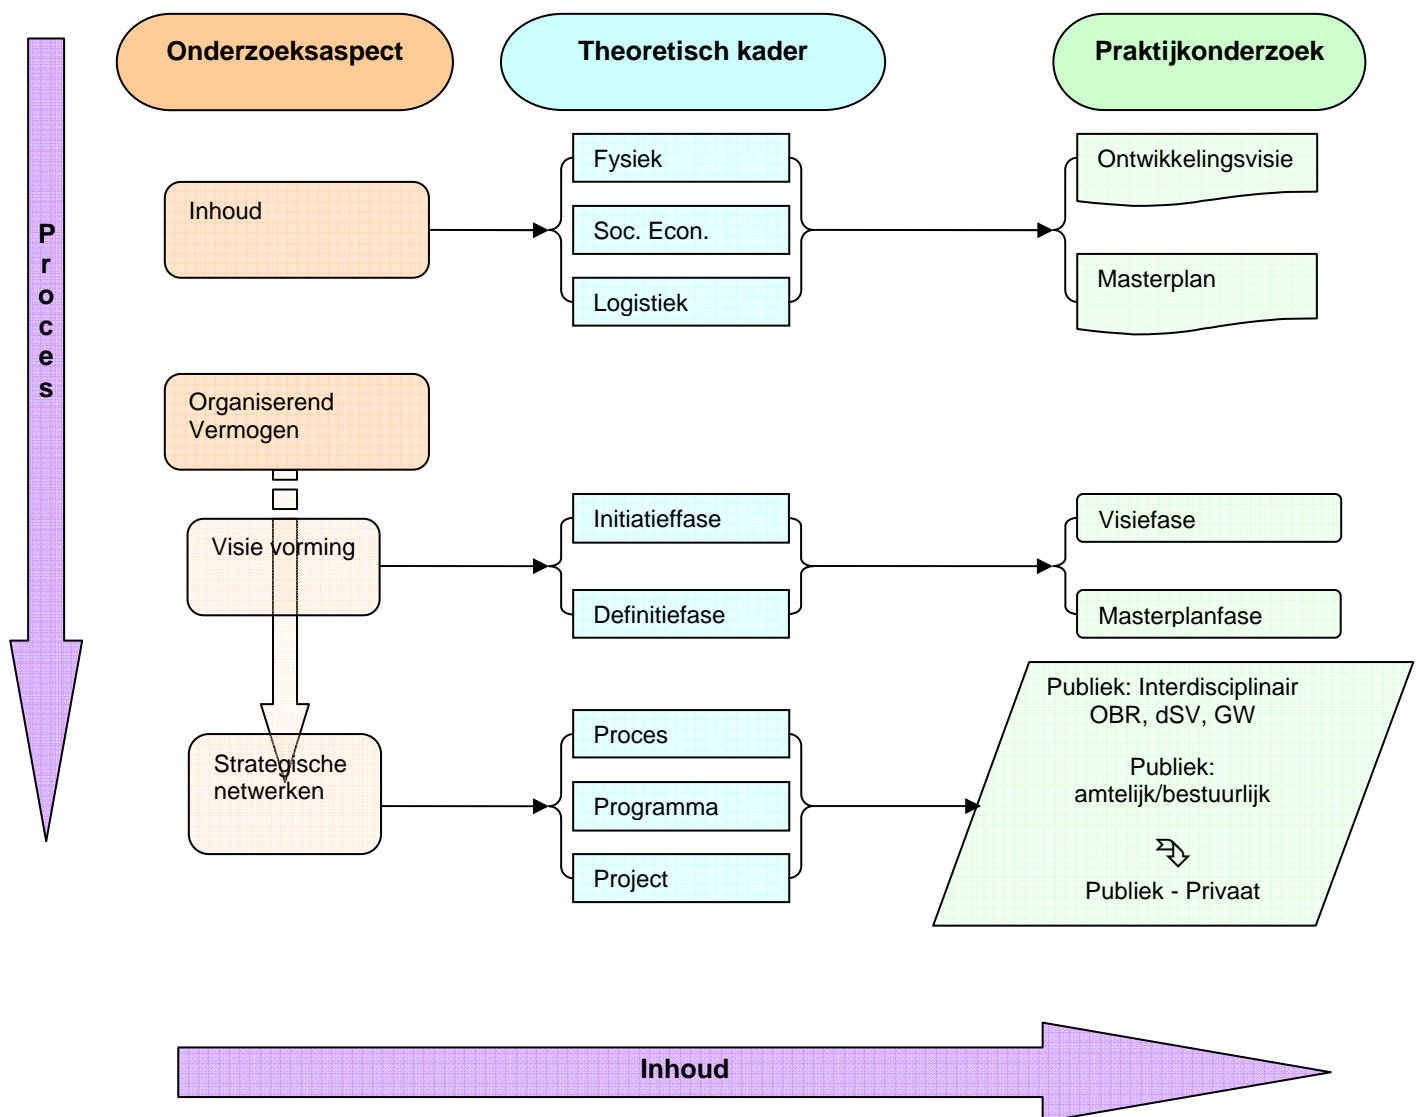 Onderzoeksaspect
Theoretisch kader
Praktijkonderzoek
Proces
Inhoud
Fysiek
Soc. Econ.
Logistiek
Ontwikkelingsvisie
Masterplan
Organiserend
Vermogen
Visie vorming
Initiatieffase
Definitiefase
Visiefase
Masterplanfase
Strategische
netwerken
Proces
Programma
Project
Publiek: Interdisciplinair
OBR, dSV, GW
Publiek:
amtelijk/bestuurlijk
Publiek - Privaat
Inhoud